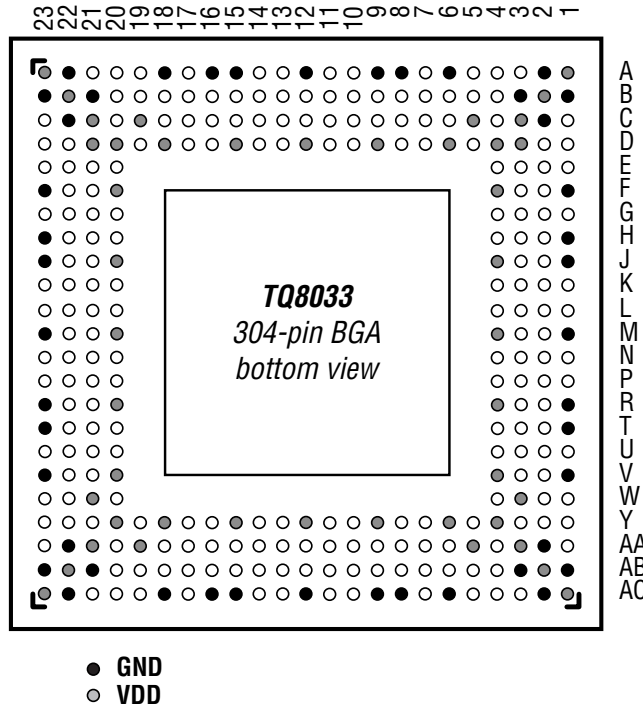 23 22 21 20 19 18 17 16 15 14 13 12 11 10 9 8 7 6 5 4 3 2 1
A
B
C
D
E
F
G
H
J
K
L
M
N
P
R
T
U
V
W
Y
AA
AB
AC
TQ8033
304-pin BGA
bottom view
GND
VDD